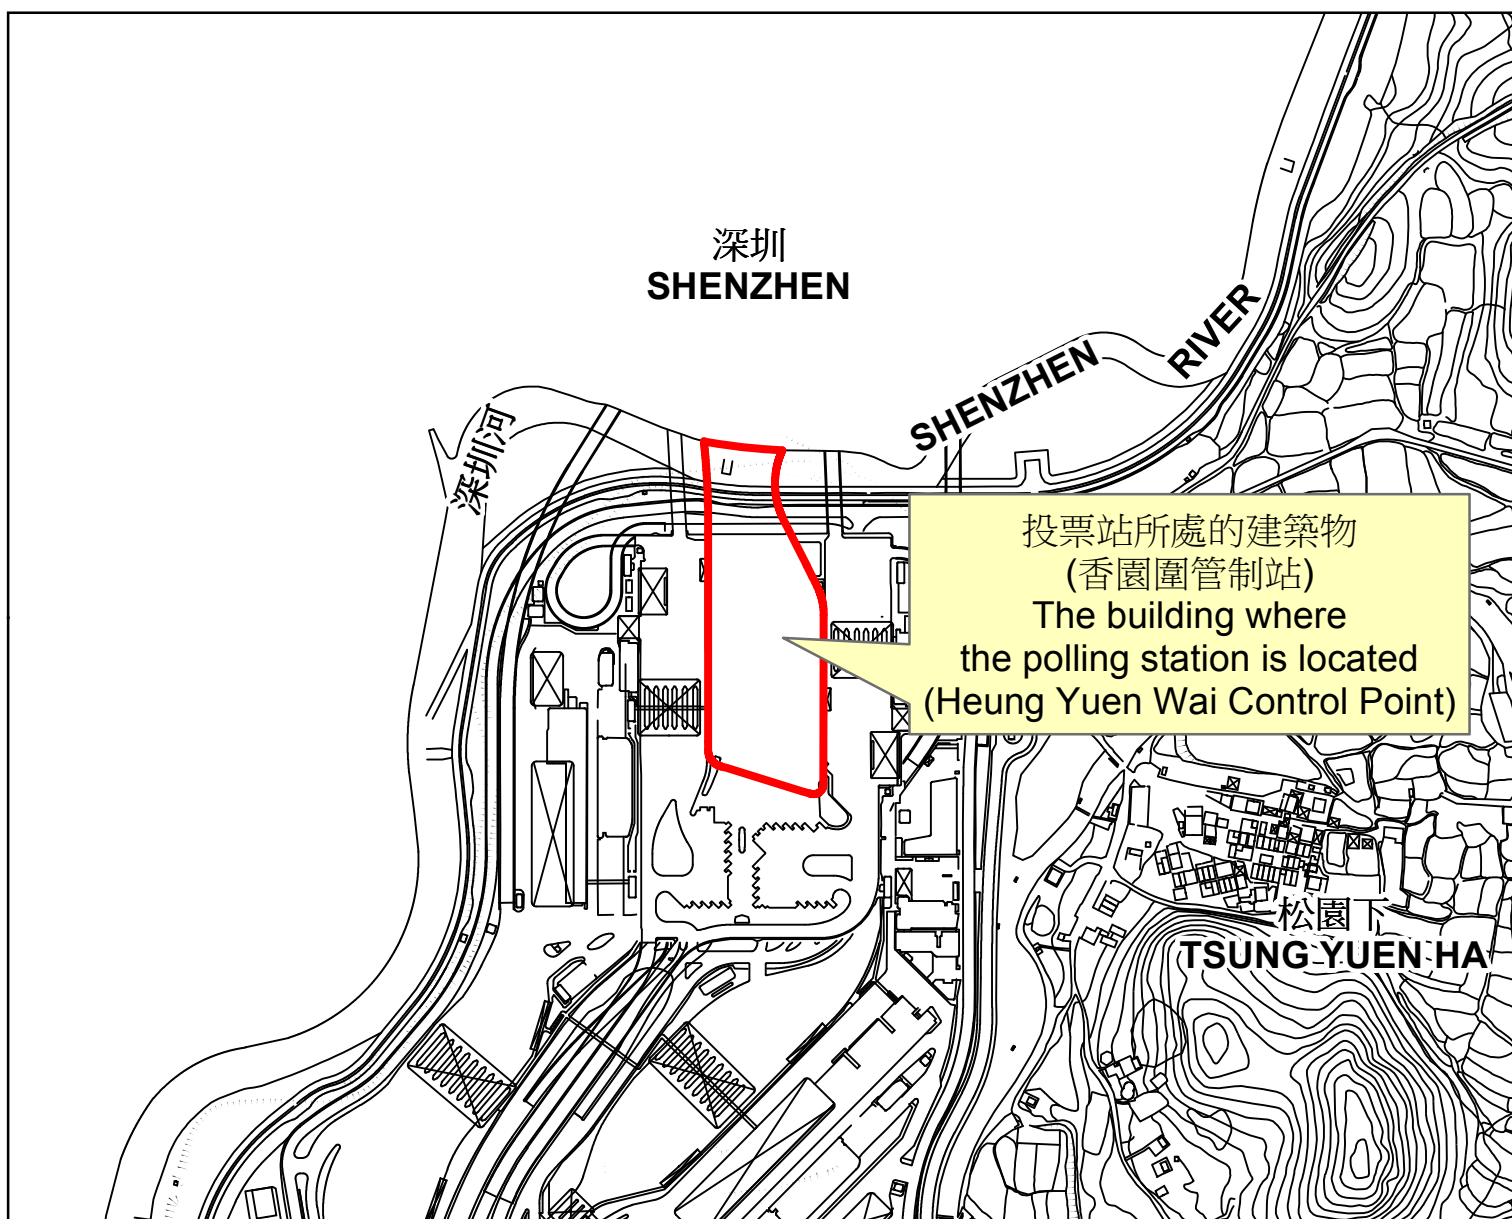 深圳
SHENZHEN
SHENZHEN RIVER
深圳河
投票站所處的建築物
(香園圍管制站)
The building where
the polling station is located
(Heung Yuen Wai Control Point)
松園下
TSUNG YUEN HA